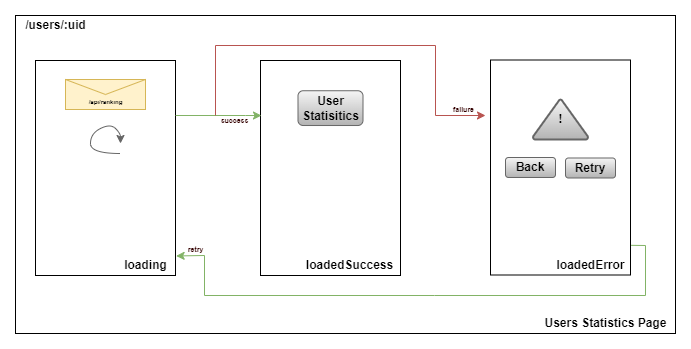 /users/:uid
/api/ranking
success
User
Statisitics
failure
!
Back
Retry
retry
loading
loadedSuccess
loadedError
Users Statistics Page